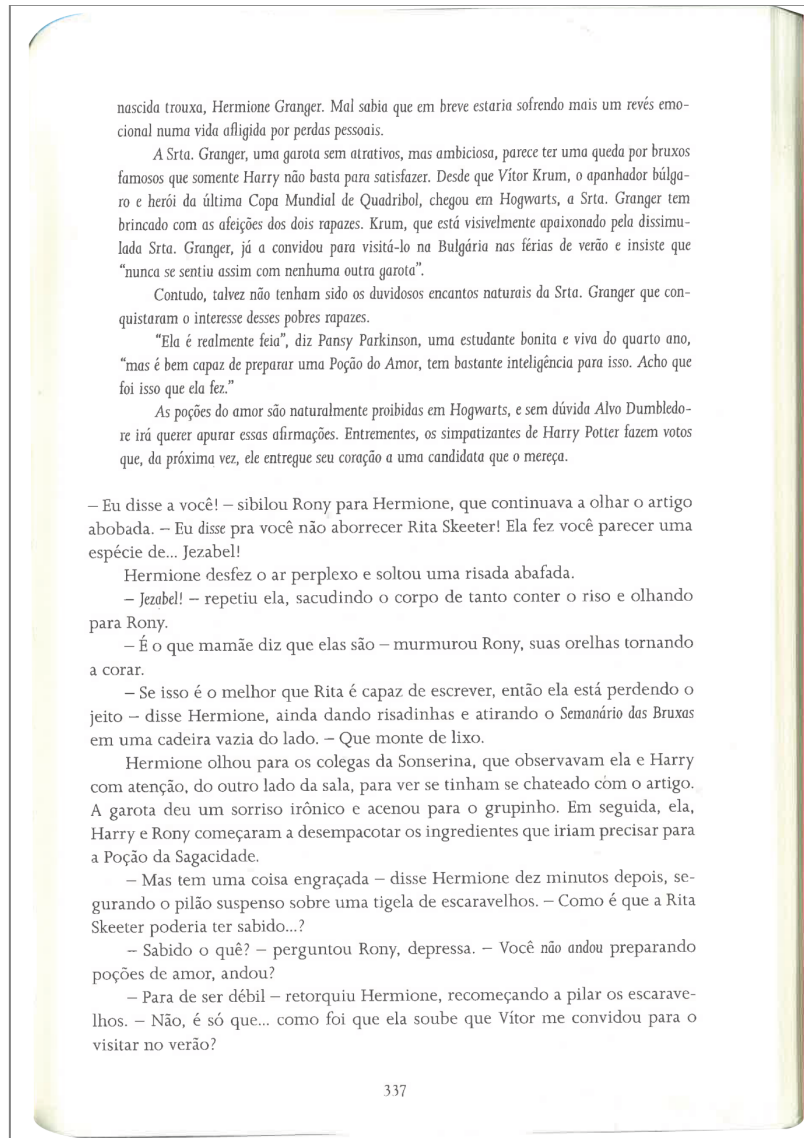 nascida trouxa, Hermione Granger. Mal sabia que em breve estaria sofrendo mais um revés emo-
cional numa vida afligida por perdas pessoais.
A Srta. Granger, uma garota sem atrativos, mas ambiciosa, parece ter uma queda por bruxos
famosos que somente Harry não basta para satisfazer. Desde que Vítor Krum, o apanhador búlga-
ro e herói da última Copa Mundial de Quadribol, chegou em Hogwarts, a Srta. Granger tem
brincado com as afeições dos dois rapazes. Krum, que está visivelmente apaixonado pela dissimu-
lada Srta. Granger, já a convidou para visitá-lo na Bulgária nas férias de verão e insiste que
“nunca se sentiu assim com nenhuma outra garota”.
Contudo, talvez não tenham sido os duvidosos encantos naturais da Srta. Granger que con-
quistaram o interesse desses pobres rapazes.
“Ela é realmente feia”, diz Pansy Parkinson, uma estudante bonita e viva do quarto ano,
“mas é bem capaz de preparar uma Poção do Amor, tem bastante inteligência para isso. Acho que
foi isso que ela fez.”
As poções do amor são naturalmente proibidas em Hogwarts, e sem dúvida Alvo Dumbledo-
re irá querer apurar essas afirmações. Entrementes, os simpatizantes de Harry Potter fazem votos
que, da próxima vez, ele entregue seu coração a uma candidata que o mereça.
– Eu disse a você! – sibilou Rony para Hermione, que continuava a olhar o artigo
abobada. – Eu disse pra você não aborrecer Rita Skeeter! Ela fez você parecer uma
espécie de... Jezabel!
Hermione desfez o ar perplexo e soltou uma risada abafada.
– Jezabel! – repetiu ela, sacudindo o corpo de tanto conter o riso e olhando
para Rony.
– É o que mamãe diz que elas são – murmurou Rony, suas orelhas tornando
a corar.
– Se isso é o melhor que Rita é capaz de escrever, então ela está perdendo o
jeito – disse Hermione, ainda dando risadinhas e atirando o Semanário das Bruxas
em uma cadeira vazia do lado. – Que monte de lixo.
Hermione olhou para os colegas da Sonserina, que observavam ela e Harry
com atenção, do outro lado da sala, para ver se tinham se chateado com o artigo.
A garota deu um sorriso irônico e acenou para o grupinho. Em seguida, ela,
Harry e Rony começaram a desempacotar os ingredientes que iriam precisar para
a Poção da Sagacidade.
– Mas tem uma coisa engraçada – disse Hermione dez minutos depois, se-
gurando o pilão suspenso sobre uma tigela de escaravelhos. – Como é que a Rita
Skeeter poderia ter sabido...?
– Sabido o quê? – perguntou Rony, depressa. – Você não andou preparando
poções de amor, andou?
– Para de ser débil – retorquiu Hermione, recomeçando a pilar os escarave-
lhos. – Não, é só que... como foi que ela soube que Vítor me convidou para o
visitar no verão?
337